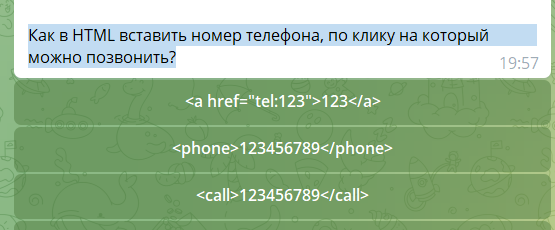 Как в HTML вставить номер телефона, по клику на который
можно позвонить?
19:57
<a href="tel:123">123</a>
<phone>123456789</phone>
<call>123456789</call>